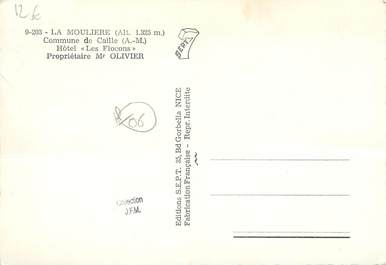 12 €
9-203 - LA MOULIERE (Alt. 1.325 m.)
Commune de Caille (A.-M.)
Hôtel « Les Flocons »
Propriétaire Mr OLIVIER
SEPT
R/06
Editions S.E.P.T. 35, Bd Gorbella NICE
Fabrication Française - Repr. Interdite
Collection
J.F.M.